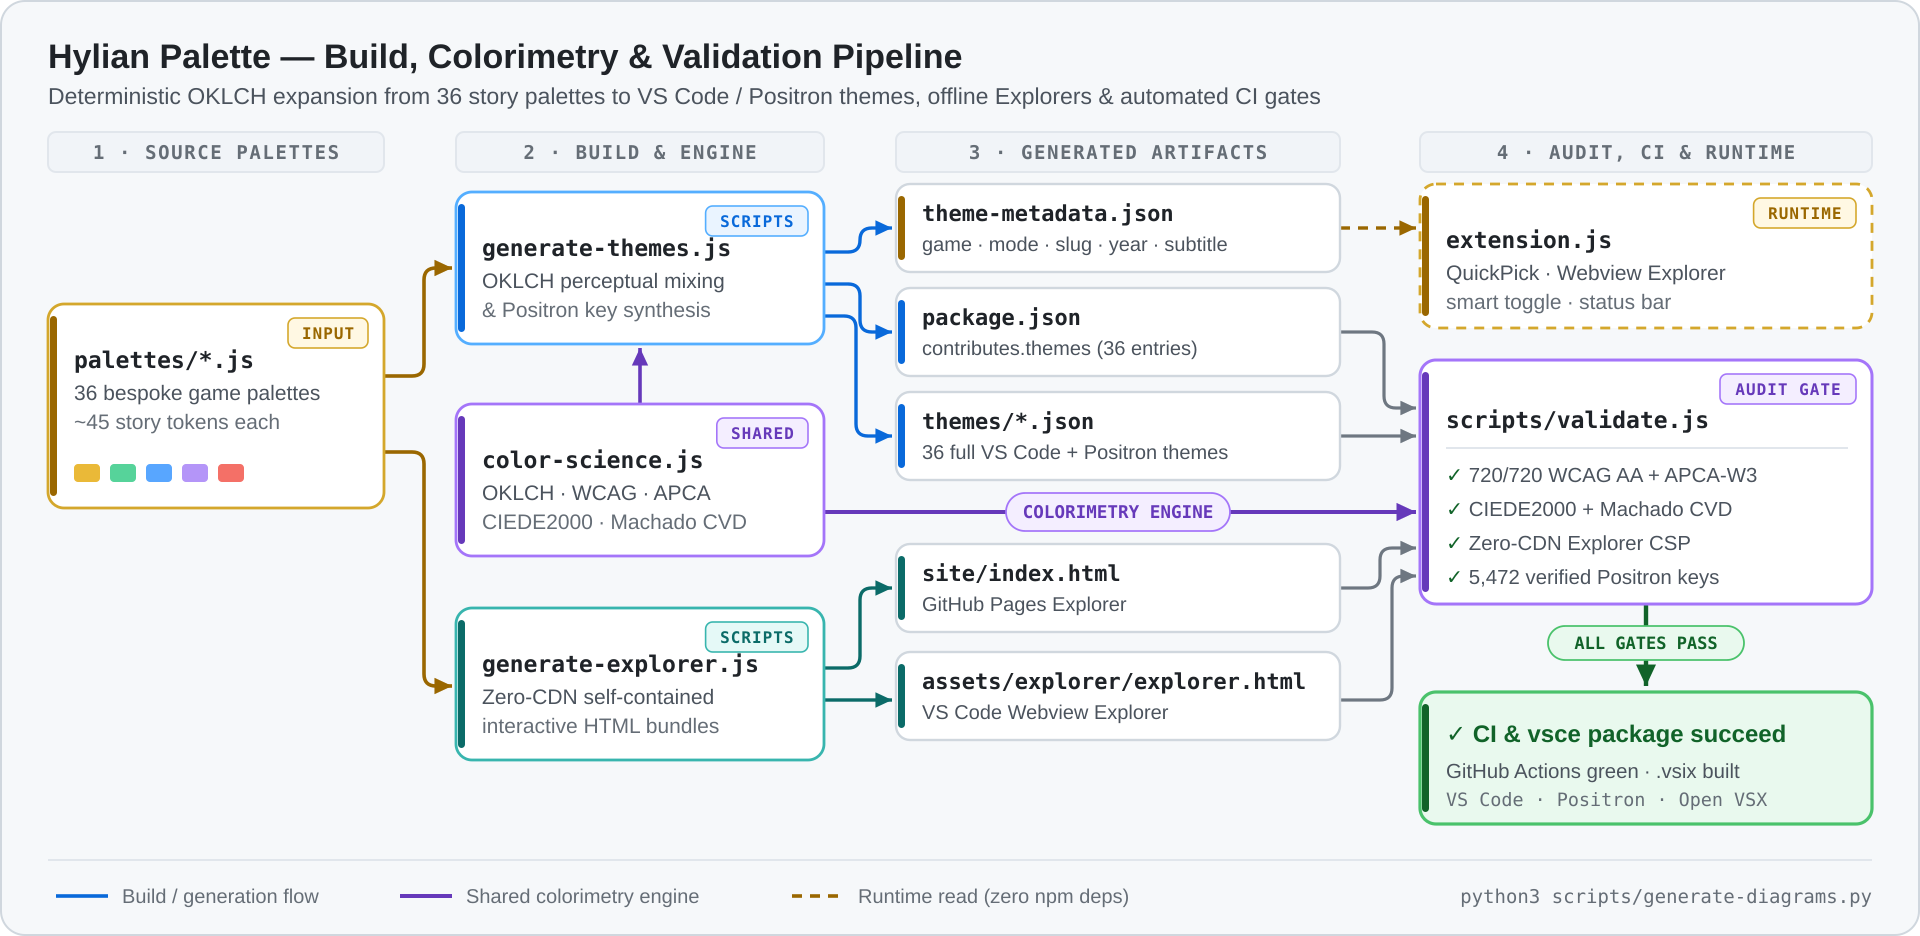 Hylian Palette — Build, Colorimetry & Validation Pipeline
Deterministic OKLCH expansion from 36 story palettes to VS Code / Positron themes, offline Explorers & automated CI gates
1 · SOURCE PALETTES
INPUT
palettes/*.js
36 bespoke game palettes
~45 story tokens each
2 · BUILD & ENGINE
SCRIPTS
generate-themes.js
OKLCH perceptual mixing
& Positron key synthesis
SHARED
color-science.js
OKLCH · WCAG · APCA
CIEDE2000 · Machado CVD
SCRIPTS
generate-explorer.js
Zero-CDN self-contained
interactive HTML bundles
3 · GENERATED ARTIFACTS
theme-metadata.json
game · mode · slug · year · subtitle
package.json
contributes.themes (36 entries)
themes/*.json
36 full VS Code + Positron themes
COLORIMETRY ENGINE
site/index.html
GitHub Pages Explorer
assets/explorer/explorer.html
VS Code Webview Explorer
4 · AUDIT, CI & RUNTIME
RUNTIME
extension.js
QuickPick · Webview Explorer
smart toggle · status bar
AUDIT GATE
scripts/validate.js
✓ 720/720 WCAG AA + APCA-W3
✓ CIEDE2000 + Machado CVD
✓ Zero-CDN Explorer CSP
✓ 5,472 verified Positron keys
ALL GATES PASS
✓ CI & vsce package succeed
GitHub Actions green · .vsix built
VS Code · Positron · Open VSX
Build / generation flow
Shared colorimetry engine
Runtime read (zero npm deps)
python3 scripts/generate-diagrams.py